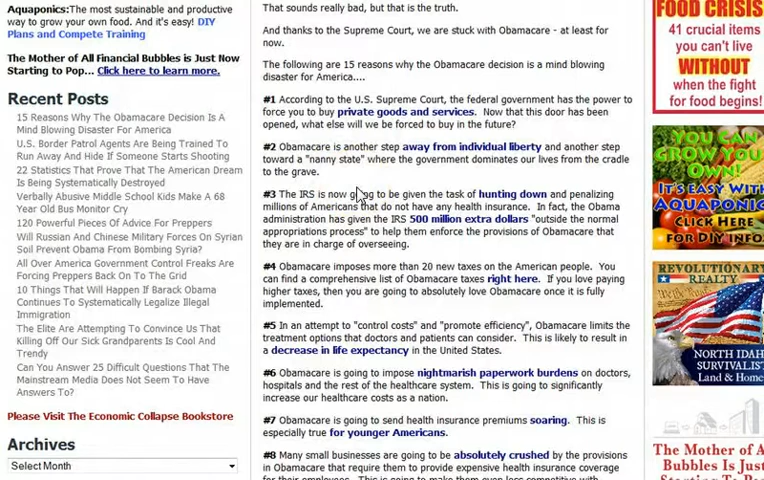 Aquaponics:The most sustainable and productive
way to grow your own food. And it's easy! DIY
Plans and Compete Training
The Mother of All Financial Bubbles is Just Now
Starting to Pop... Click here to learn more.
Recent Posts
15 Reasons Why The Obamacare Decision Is A
Mind Blowing Disaster For America
U.S. Border Patrol Agents Are Being Trained To
Run Away And Hide If Someone Starts Shooting
22 Statistics That Prove That The American Dream
Is Being Systematically Destroyed
Verbally Abusive Middle School Kids Make A 68
Year Old Bus Monitor Cry
120 Powerful Pieces Of Advice For Preppers
Will Russian And Chinese Military Forces On Syrian
Soil Prevent Obama From Bombing Syria?
All Over America Government Control Freaks Are
Forcing Preppers Back On To The Grid
10 Things That Will Happen If Barack Obama
Continues To Systematically Legalize Illegal
Immigration
The Elite Are Attempting To Convince Us That
Killing Off Our Sick Grandparents Is Cool And
Trendy
Can You Answer 25 Difficult Questions That The
Mainstream Media Does Not Seem To Have
Answers To?
Please Visit The Economic Collapse Bookstore
Archives
Select Month
That sounds really bad, but that is the truth.
And thanks to the Supreme Court, we are stuck with Obamacare - at least for
now.
The following are 15 reasons why the Obamacare decision is a mind blowing
disaster for America....
#1 According to the U.S. Supreme Court, the federal government has the power to
force you to buy private goods and services. Now that this door has been
opened, what else will we be forced to buy in the future?
#2 Obamacare is another step away from individual liberty and another step
toward a "nanny state" where the government dominates our lives from the cradle
to the grave.
#3 The IRS is now going to be given the task of hunting down and penalizing
millions of Americans that do not have any health insurance. In fact, the Obama
administration has given the IRS 500 million extra dollars "outside the normal
appropriations process" to help them enforce the provisions of Obamacare that
they are in charge of overseeing.
#4 Obamacare imposes more than 20 new taxes on the American people. You
can find a comprehensive list of Obamacare taxes right here. If you love paying
higher taxes, then you are going to absolutely love Obamacare once it is fully
implemented.
#5 In an attempt to "control costs" and "promote efficiency", Obamacare limits the
treatment options that doctors and patients can consider. This is likely to result in
a decrease in life expectancy in the United States.
#6 Obamacare is going to impose nightmarish paperwork burdens on doctors,
hospitals and the rest of the healthcare system. This is going to significantly
increase our healthcare costs as a nation.
#7 Obamacare is going to send health insurance premiums soaring. This is
especially true for younger Americans.
#8 Many small businesses are going to be absolutely crushed by the provisions
in Obamacare that require them to provide expensive health insurance coverage
for their employees. This is going to make them even less competitive with
FOOD CRISIS
41 crucial items
you can't live
WITHOUT
when the fight
for food begins!
YOU CAN
GROW YOUR
OWN!
IT'S EASY WITH
AQUAPONICS
CLICK HERE
FOR DIY INFO
REVOLUTIONARY
REALTY
NORTH IDAHO
SURVIVALIST
Land & Home
The Mother of A
Bubbles Is Just
Starting To Po